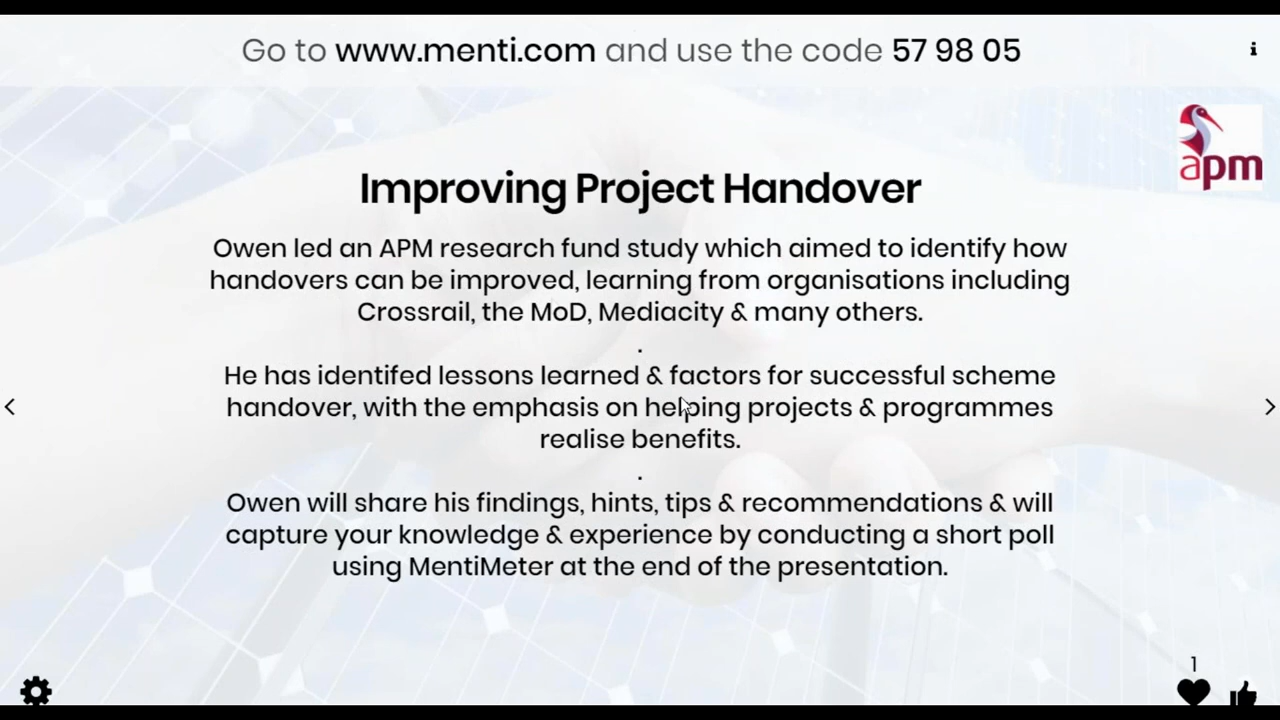 Go to www.menti.com and use the code 57 98 05
i
apm
Improving Project Handover
Owen led an APM research fund study which aimed to identify how
handovers can be improved, learning from organisations including
Crossrail, the MoD, Mediacity & many others.
.
He has identifed lessons learned & factors for successful scheme
handover, with the emphasis on helping projects & programmes
realise benefits.
.
Owen will share his findings, hints, tips & recommendations & will
capture your knowledge & experience by conducting a short poll
using MentiMeter at the end of the presentation.
1